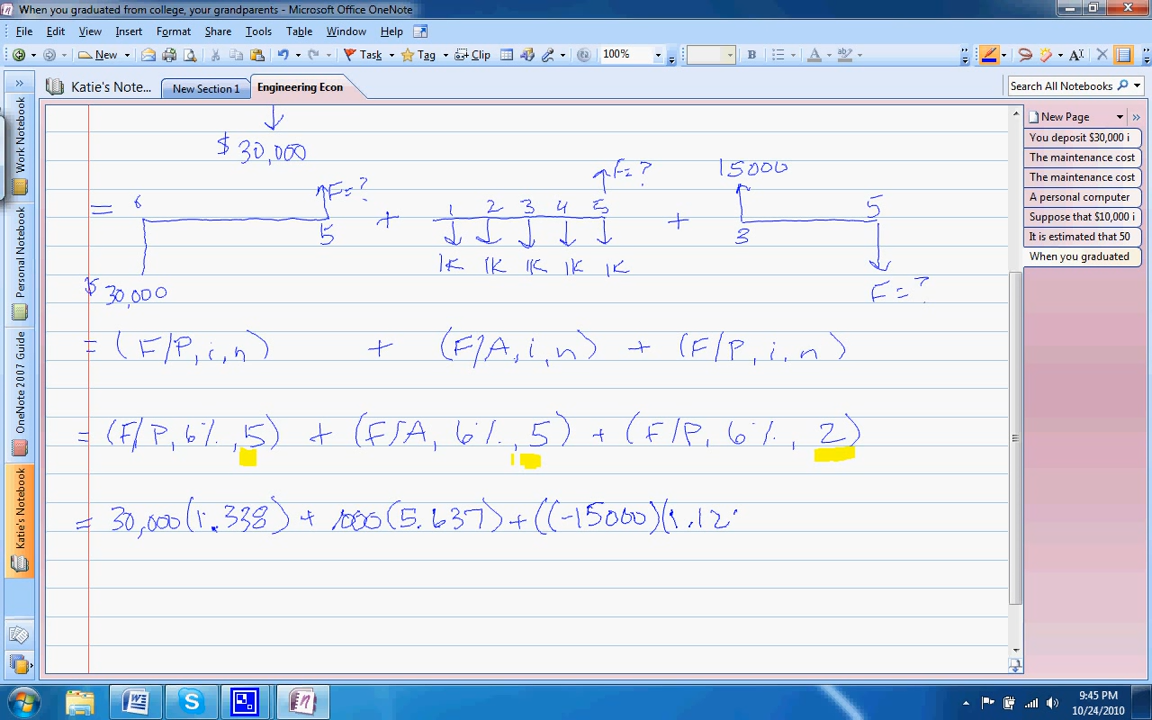 When you graduated from college, your grandparents - Microsoft Office OneNote
File Edit View Insert Format Share Tools Table Window Help
New Task Tag Clip 100% B A ab
Katie's Note... New Section 1 Engineering Econ Search All Notebooks
Work Notebook
Personal Notebook
OneNote 2007 Guide
Katie's Notebook
New Page
You deposit $30,000 i
The maintenance cost
The maintenance cost
A personal computer
Suppose that $10,000 i
It is estimated that 50
When you graduated
$ 30,000
F=? F=? 15000
= 5 + 1 2 3 4 5 + 3 5
1K 1K 1K 1K 1K
$ 30,000 F = ?
= (F/P, i, n) + (F/A, i, n) + (F/P, i, n)
= (F/P, 6%, 5) + (F/A, 6%, 5) + (F/P, 6%, 2)
= 30,000(1.338) + 1000(5.637) + ((-15000)(1.12
9:45 PM
10/24/2010